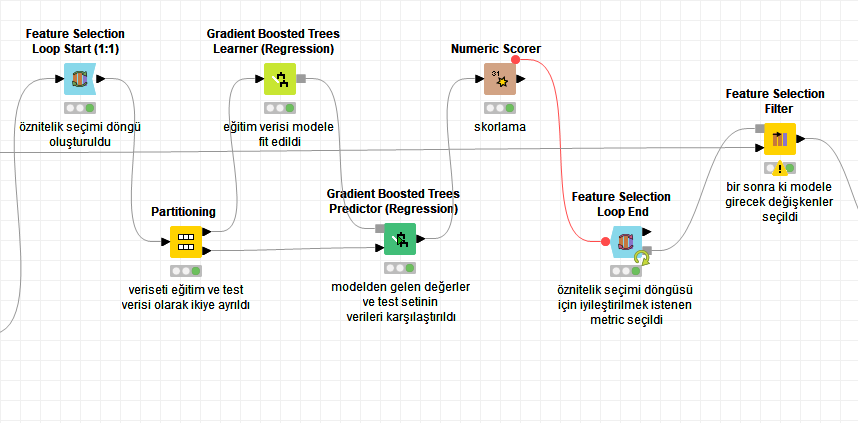 Feature Selection
Loop Start (1:1)
öznitelik seçimi döngü
oluşturuldu
Gradient Boosted Trees
Learner (Regression)
eğitim verisi modele
fit edildi
Numeric Scorer
31
skorlama
Feature Selection
Filter
bir sonra ki modele
girecek değişkenler
seçildi
Partitioning
veriseti eğitim ve test
verisi olarak ikiye ayrıldı
Gradient Boosted Trees
Predictor (Regression)
modelden gelen değerler
ve test setinin
verileri karşılaştırıldı
Feature Selection
Loop End
öznitelik seçimi döngüsü
için iyileştirilmek istenen
metric seçildi